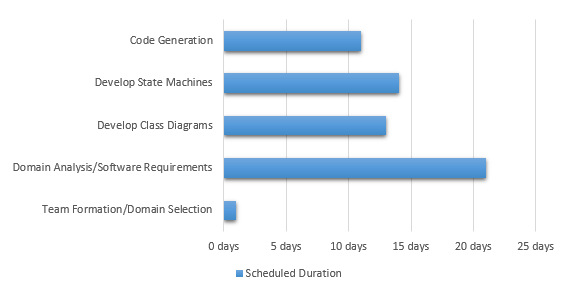 Code Generation
Develop State Machines
Develop Class Diagrams
Domain Analysis/Software Requirements
Team Formation/Domain Selection
0 days 5 days 10 days 15 days 20 days 25 days
Scheduled Duration